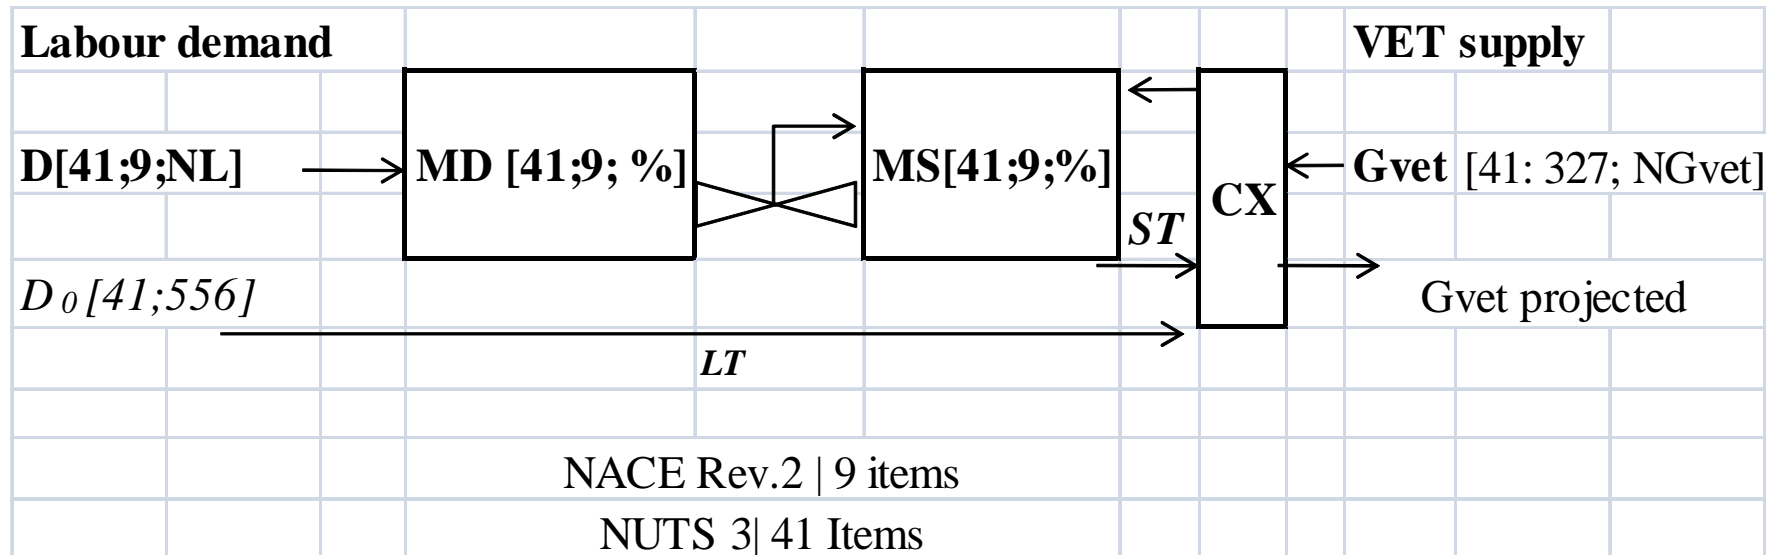 Labour demand
VET supply
D[41;9;NL]
MD [41;9; %]
MS[41;9;%]
CX
Gvet [41: 327; NGvet]
ST
D 0 [41;556]
Gvet projected
LT
NACE Rev.2 | 9 items
NUTS 3| 41 Items